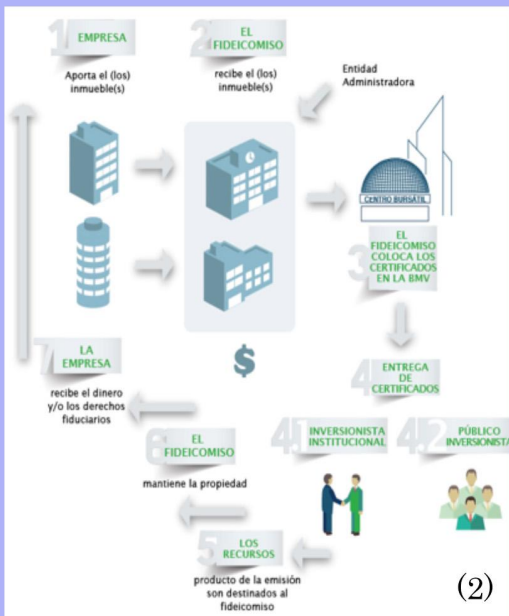 1 EMPRESA
Aporta el (los)
inmueble(s)
2 EL
FIDEICOMISO
recibe el (los)
inmueble(s)
Entidad
Administradora
CENTRO BURSÁTIL
3 EL
FIDEICOMISO
COLOCA LOS
CERTIFICADOS
EN LA BMV
4 ENTREGA
DE
CERTIFICADOS
4.1 INVERSIONISTA
INSTITUCIONAL
4.2 PÚBLICO
INVERSIONISTA
5 LOS
RECURSOS
producto de la emisión
son destinados al
fideicomiso
6 EL
FIDEICOMISO
mantiene la propiedad
7 LA
EMPRESA
recibe el dinero
y/o los derechos
fiduciarios
$
(2)